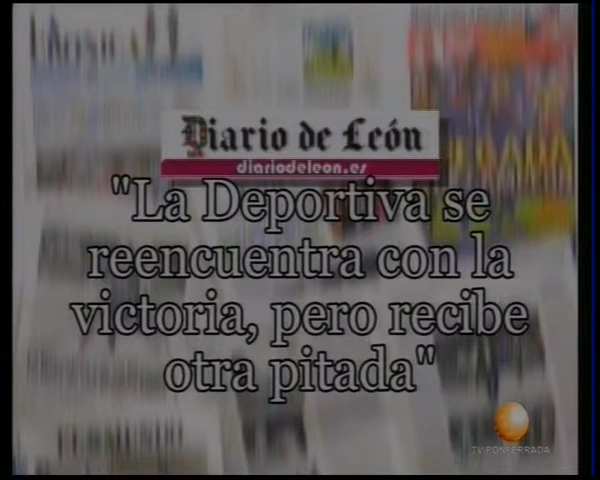 Diario de León
diariodeleon.es
"La Deportiva se
reencuentra con la
victoria, pero recibe
otra pitada"
TV PONFERRADA